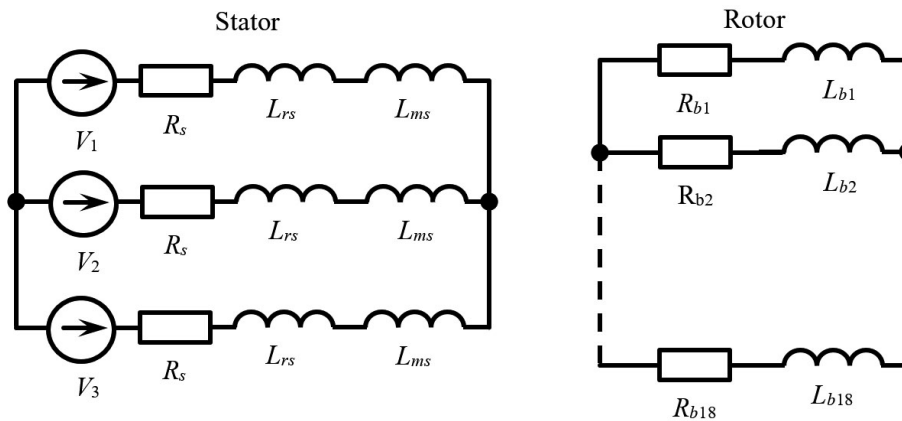 Stator
V1 Rs Lrs Lms
V2 Rs Lrs Lms
V3 Rs Lrs Lms
Rotor
Rb1 Lb1
Rb2 Lb2
Rb18 Lb18